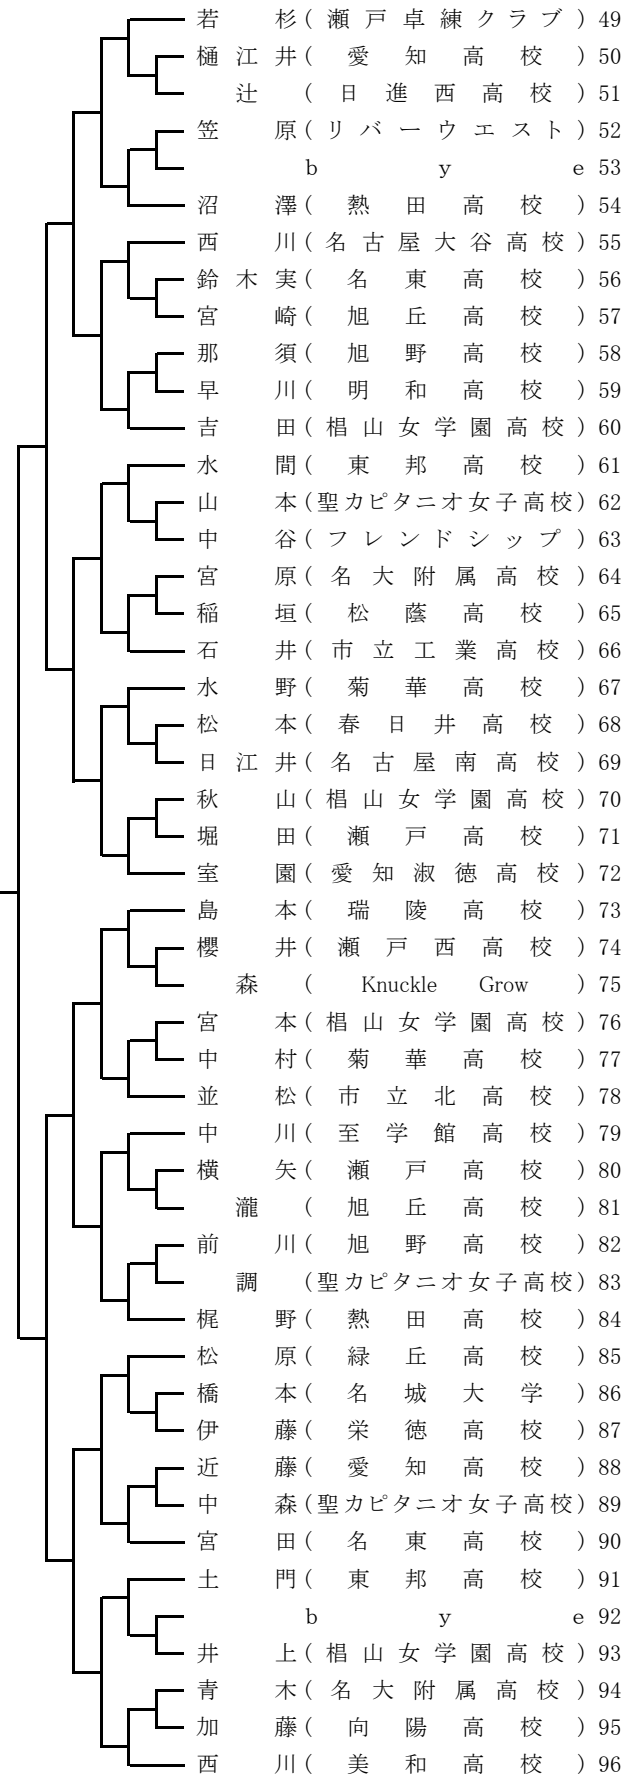 若杉(瀬戸卓練クラブ)49
樋江井(愛知高校)50
辻(日進西高校)51
笠原(リバーウエスト)52
bye 53
沼澤(熱田高校)54
西川(名古屋大谷高校)55
鈴木実(名東高校)56
宮崎(旭丘高校)57
那須(旭野高校)58
早川(明和高校)59
吉田(椙山女学園高校)60
水間(東邦高校)61
山本(聖カピタニオ女子高校)62
中谷(フレンドシップ)63
宮原(名大附属高校)64
稲垣(松蔭高校)65
石井(市立工業高校)66
水野(菊華高校)67
松本(春日井高校)68
日江井(名古屋南高校)69
秋山(椙山女学園高校)70
堀田(瀬戸高校)71
室園(愛知淑徳高校)72
島本(瑞陵高校)73
櫻井(瀬戸西高校)74
森(Knuckle Grow)75
宮本(椙山女学園高校)76
中村(菊華高校)77
並松(市立北高校)78
中川(至学館高校)79
横矢(瀬戸高校)80
瀧(旭丘高校)81
前川(旭野高校)82
調(聖カピタニオ女子高校)83
梶野(熱田高校)84
松原(緑丘高校)85
橋本(名城大学)86
伊藤(栄徳高校)87
近藤(愛知高校)88
中森(聖カピタニオ女子高校)89
宮田(名東高校)90
土門(東邦高校)91
bye 92
井上(椙山女学園高校)93
青木(名大附属高校)94
加藤(向陽高校)95
西川(美和高校)96